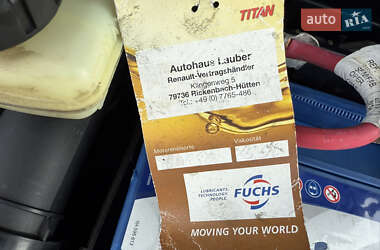 TITAN
auto RIA
Autohaus Lauber
Renault-Vertragshändler
Klingenweg 5
79736 Rickenbach-Hütten
Tel.: +49 (0) 7765-486
Motorenölsorte
Viskosität
LUBRICANTS.
TECHNOLOGY.
PEOPLE.
FUCHS
MOVING YOUR WORLD